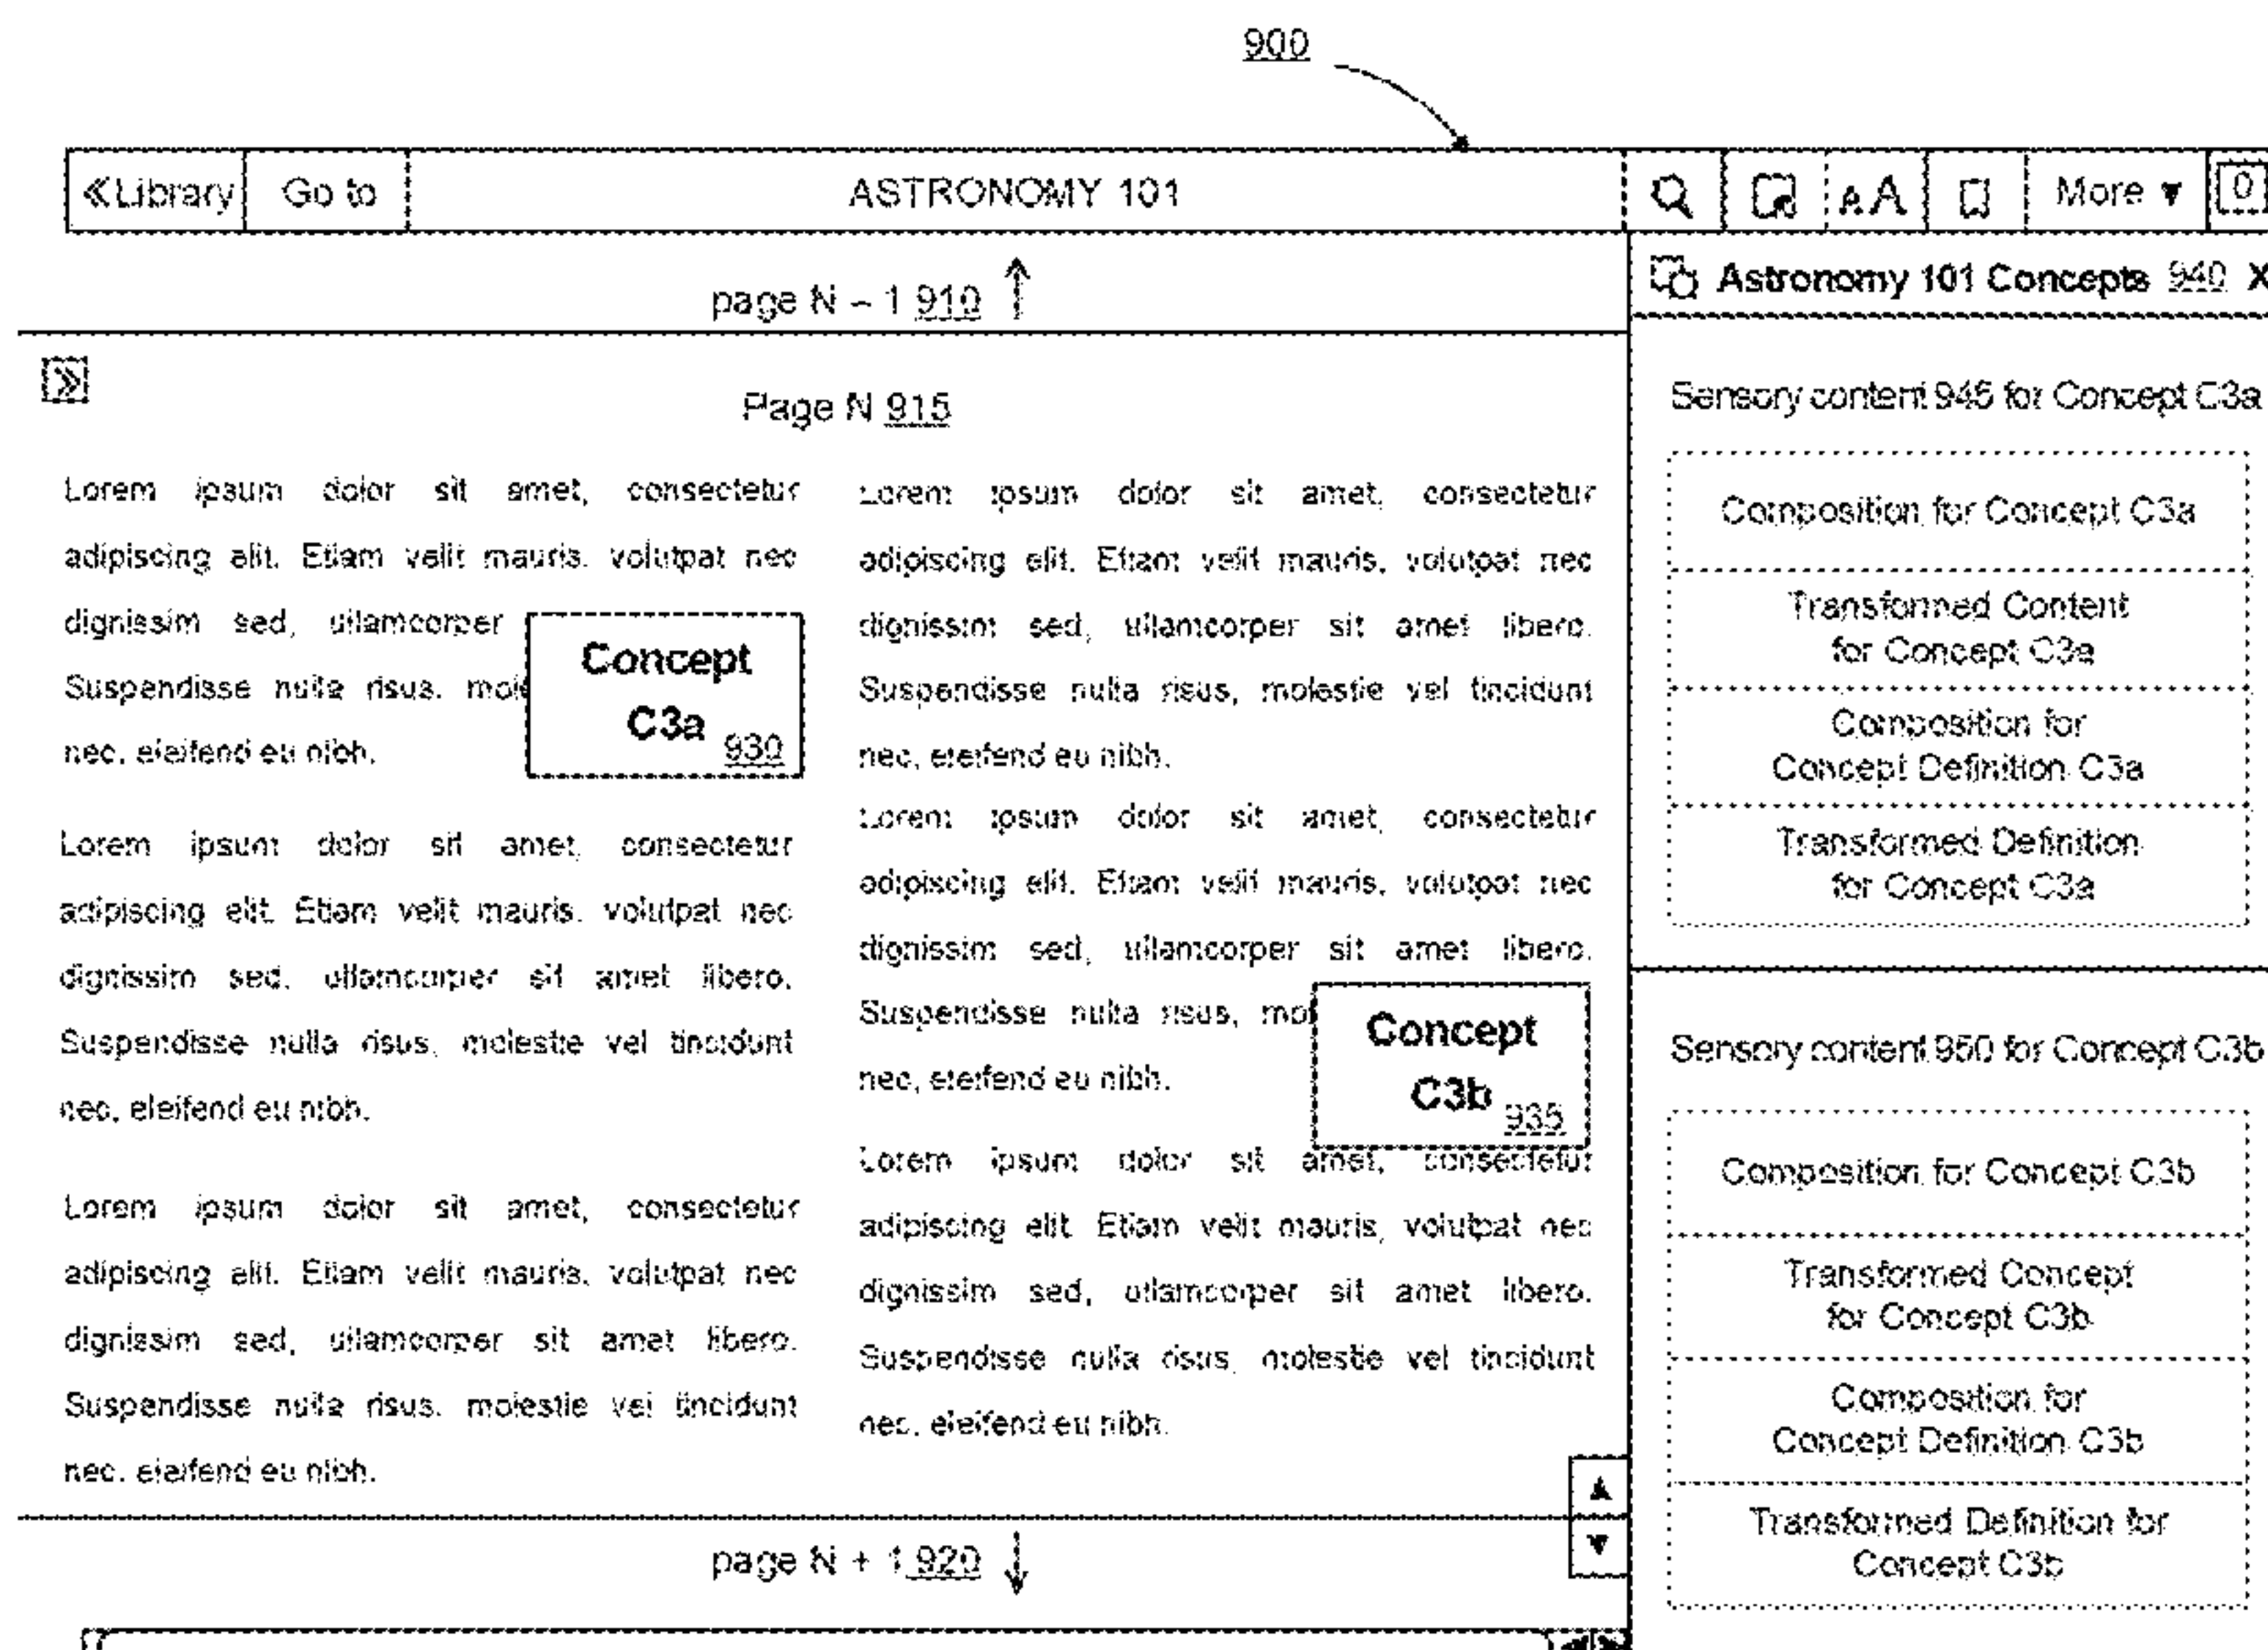 900
≪Library Go to ASTRONOMY 101 AA More ▼ 0
page N – 1 910 ↑
Astronomy 101 Concepts 940 X
≫
Page N 915
Lorem ipsum dolor sit amet, consectetur
adipiscing elit. Etiam velit mauris, volutpat nec
dignissim sed, ullamcorper
Suspendisse nulla risus, mole
nec, eleifend eu nibh.
Concept
C3a 930
Lorem ipsum dolor sit amet, consectetur
adipiscing elit. Etiam velit mauris, volutpat nec
dignissim sed, ullamcorper sit amet libero.
Suspendisse nulla risus, molestie vel tincidunt
nec, eleifend eu nibh.
Lorem ipsum dolor sit amet, consectetur
adipiscing elit. Etiam velit mauris, volutpat nec
dignissim sed, ullamcorper sit amet libero.
Suspendisse nulla risus, molestie vel tincidunt
nec, eleifend eu nibh.
Lorem ipsum dolor sit amet, consectetur
adipiscing elit. Etiam velit mauris, volutpat nec
dignissim sed, ullamcorper sit amet libero.
Suspendisse nulla risus, molestie vel tincidunt
nec, eleifend eu nibh.
Lorem ipsum dolor sit amet, consectetur
adipiscing elit. Etiam velit mauris, volutpat nec
dignissim sed, ullamcorper sit amet libero.
Suspendisse nulla risus, mol
nec, eleifend eu nibh.
Concept
C3b 935
Lorem ipsum dolor sit amet, consectetur
adipiscing elit. Etiam velit mauris, volutpat nec
dignissim sed, ullamcorper sit amet libero.
Suspendisse nulla risus, molestie vel tincidunt
nec, eleifend eu nibh.
▲
▼
page N + 1 920 ↓
Sensory content 945 for Concept C3a
Composition for Concept C3a
Transformed Content
for Concept C3a
Composition for
Concept Definition C3a
Transformed Definition
for Concept C3a
Sensory content 950 for Concept C3b
Composition for Concept C3b
Transformed Concept
for Concept C3b
Composition for
Concept Definition C3b
Transformed Definition for
Concept C3b